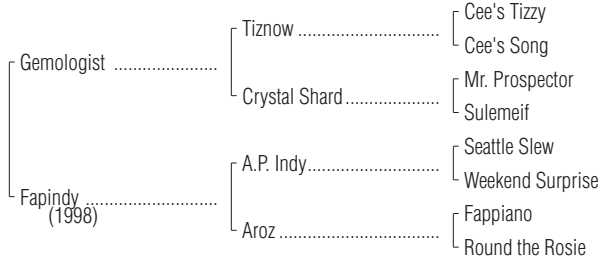 Cee's Tizzy
Tiznow ........................................
Cee's Song
Gemologist .............................
Mr. Prospector
Crystal Shard..........................
Sulemeif
Seattle Slew
A.P. Indy.....................................
Weekend Surprise
Fapindy .....................................
(1998)
Fappiano
Aroz .............................................
Round the Rosie